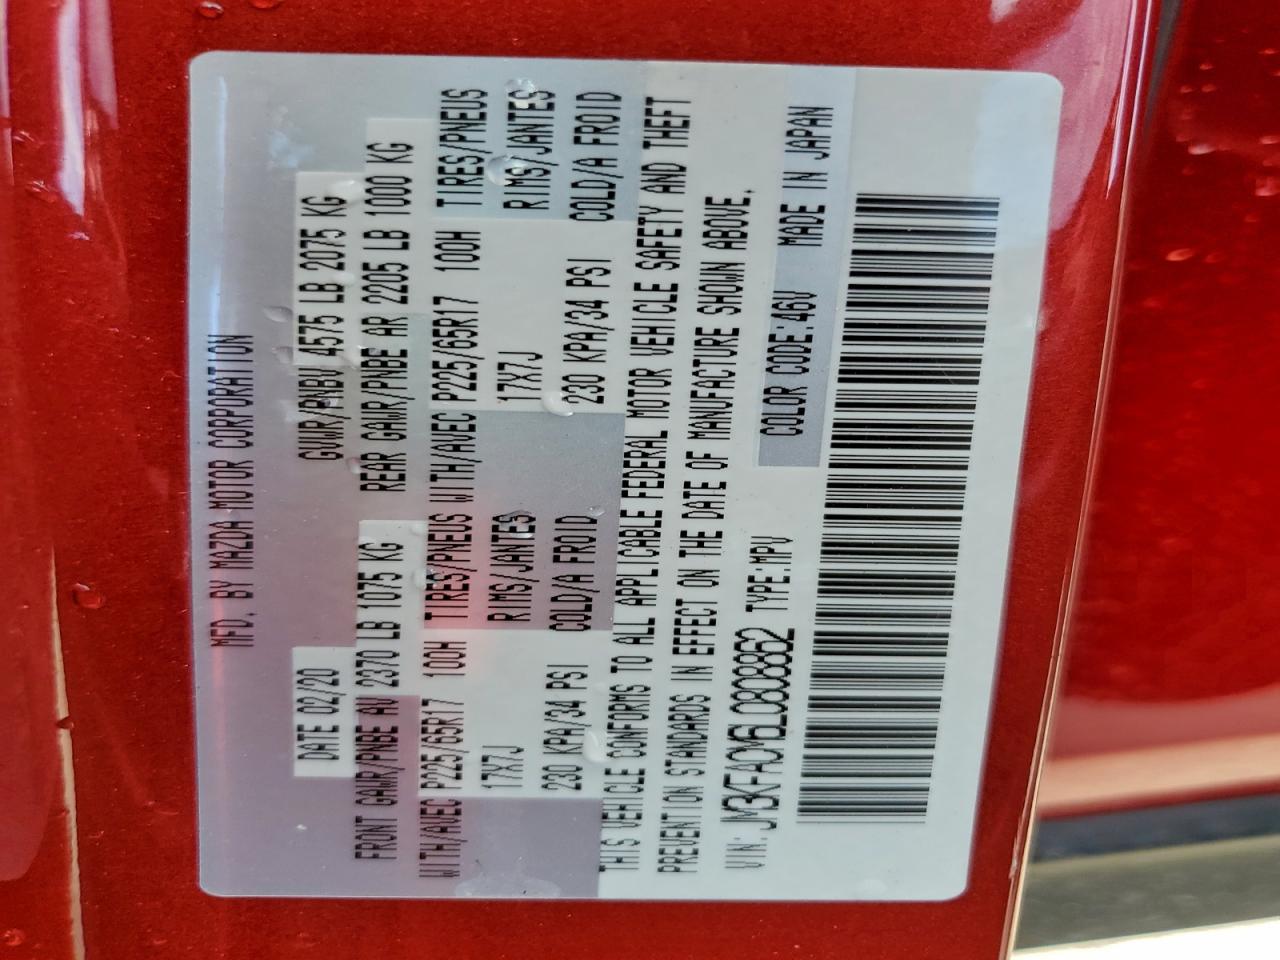 MFD. BY MAZDA MOTOR CORPORATION
DATE 02/20 GVWR/PNBV 4575 LB 2075 KG
FRONT GAWR/PNBE AV 2370 LB 1075 KG REAR GAWR/PNBE AR 2205 LB 1000 KG
WITH/AVEC P225/65R17 100H TIRES/PNEUS WITH/AVEC P225/65R17 100H TIRES/PNEUS
17X7J RIMS/JANTES 17X7J RIMS/JANTES
230 KPA/34 PSI COLD/A FROID 230 KPA/34 PSI COLD/A FROID
THIS VEHICLE CONFORMS TO ALL APPLICABLE FEDERAL MOTOR VEHICLE SAFETY AND THEFT
PREVENTION STANDARDS IN EFFECT ON THE DATE OF MANUFACTURE SHOWN ABOVE.
VIN: JM3KFACM6L0808862 TYPE:MPV
COLOR CODE:46V MADE IN JAPAN